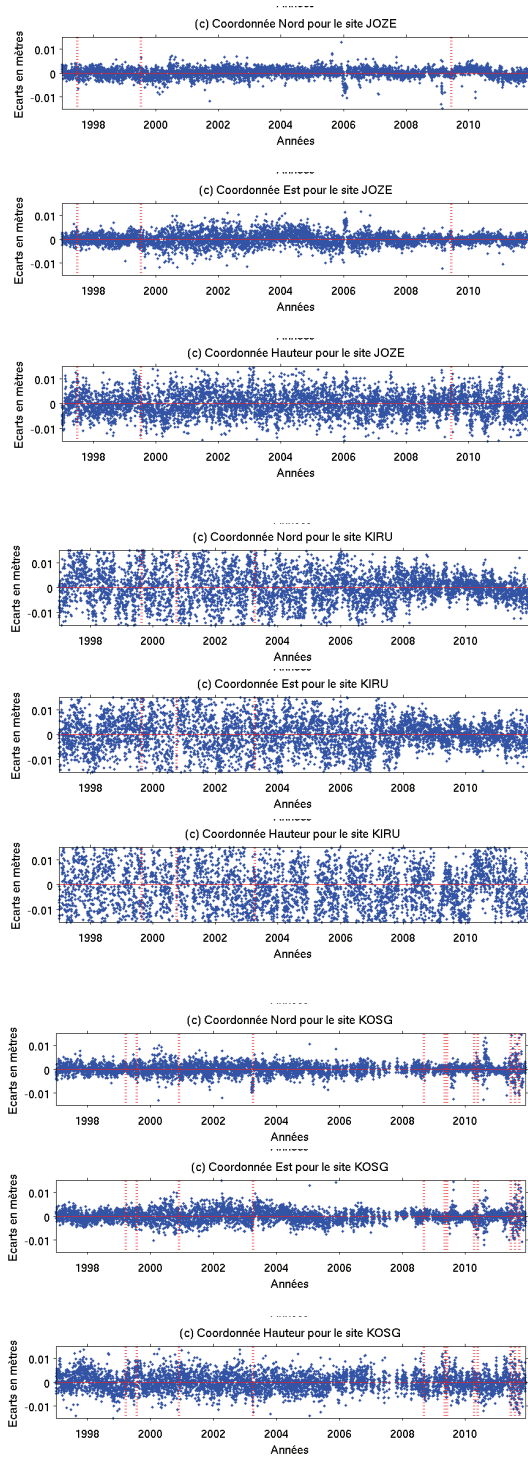 (c) Coordonnée Nord pour le site JOZE
Ecarts en mètres
0.01
0
-0.01
1998 2000 2002 2004 2006 2008 2010
Années
(c) Coordonnée Est pour le site JOZE
Ecarts en mètres
0.01
0
-0.01
1998 2000 2002 2004 2006 2008 2010
Années
(c) Coordonnée Hauteur pour le site JOZE
Ecarts en mètres
0.01
0
-0.01
1998 2000 2002 2004 2006 2008 2010
Années
(c) Coordonnée Nord pour le site KIRU
Ecarts en mètres
0.01
0
-0.01
1998 2000 2002 2004 2006 2008 2010
Années
(c) Coordonnée Est pour le site KIRU
Ecarts en mètres
0.01
0
-0.01
1998 2000 2002 2004 2006 2008 2010
Années
(c) Coordonnée Hauteur pour le site KIRU
Ecarts en mètres
0.01
0
-0.01
1998 2000 2002 2004 2006 2008 2010
Années
(c) Coordonnée Nord pour le site KOSG
Ecarts en mètres
0.01
0
-0.01
1998 2000 2002 2004 2006 2008 2010
Années
(c) Coordonnée Est pour le site KOSG
Ecarts en mètres
0.01
0
-0.01
1998 2000 2002 2004 2006 2008 2010
Années
(c) Coordonnée Hauteur pour le site KOSG
Ecarts en mètres
0.01
0
-0.01
1998 2000 2002 2004 2006 2008 2010
Années